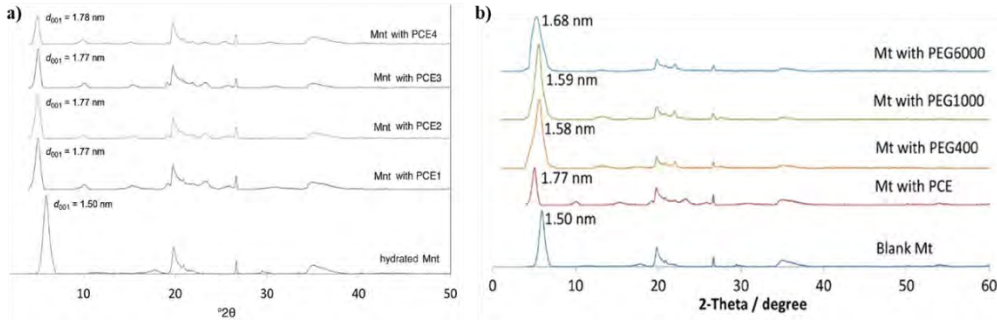 a)
d001 = 1.78 nm
Mnt with PCE4
d001 = 1.77 nm
Mnt with PCE3
d001 = 1.77 nm
Mnt with PCE2
d001 = 1.77 nm
Mnt with PCE1
d001 = 1.50 nm
hydrated Mnt
10 20 30 40 50
°2θ
b)
1.68 nm
Mt with PEG6000
1.59 nm
Mt with PEG1000
1.58 nm
Mt with PEG400
1.77 nm
Mt with PCE
1.50 nm
Blank Mt
0 10 20 30 40 50 60
2-Theta / degree